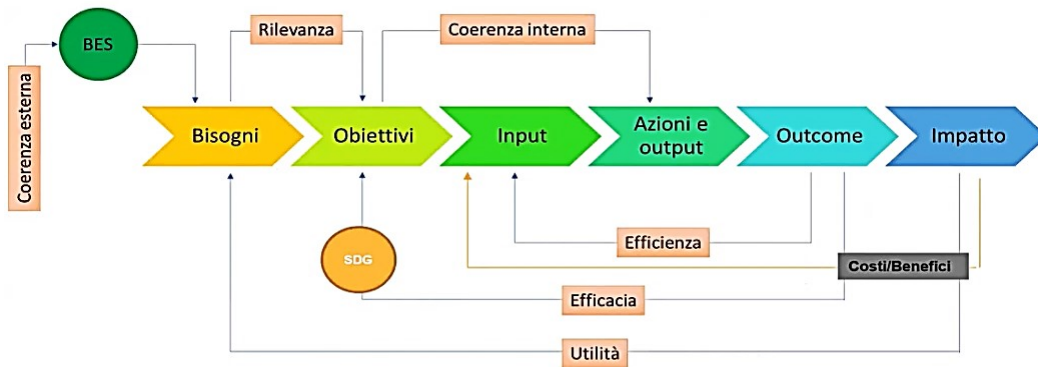 Rilevanza
Coerenza interna
BES
Coerenza esterna
Bisogni
Obiettivi
Input
Azioni e
output
Outcome
Impatto
Efficienza
SDG
Costi/Benefici
Efficacia
Utilità